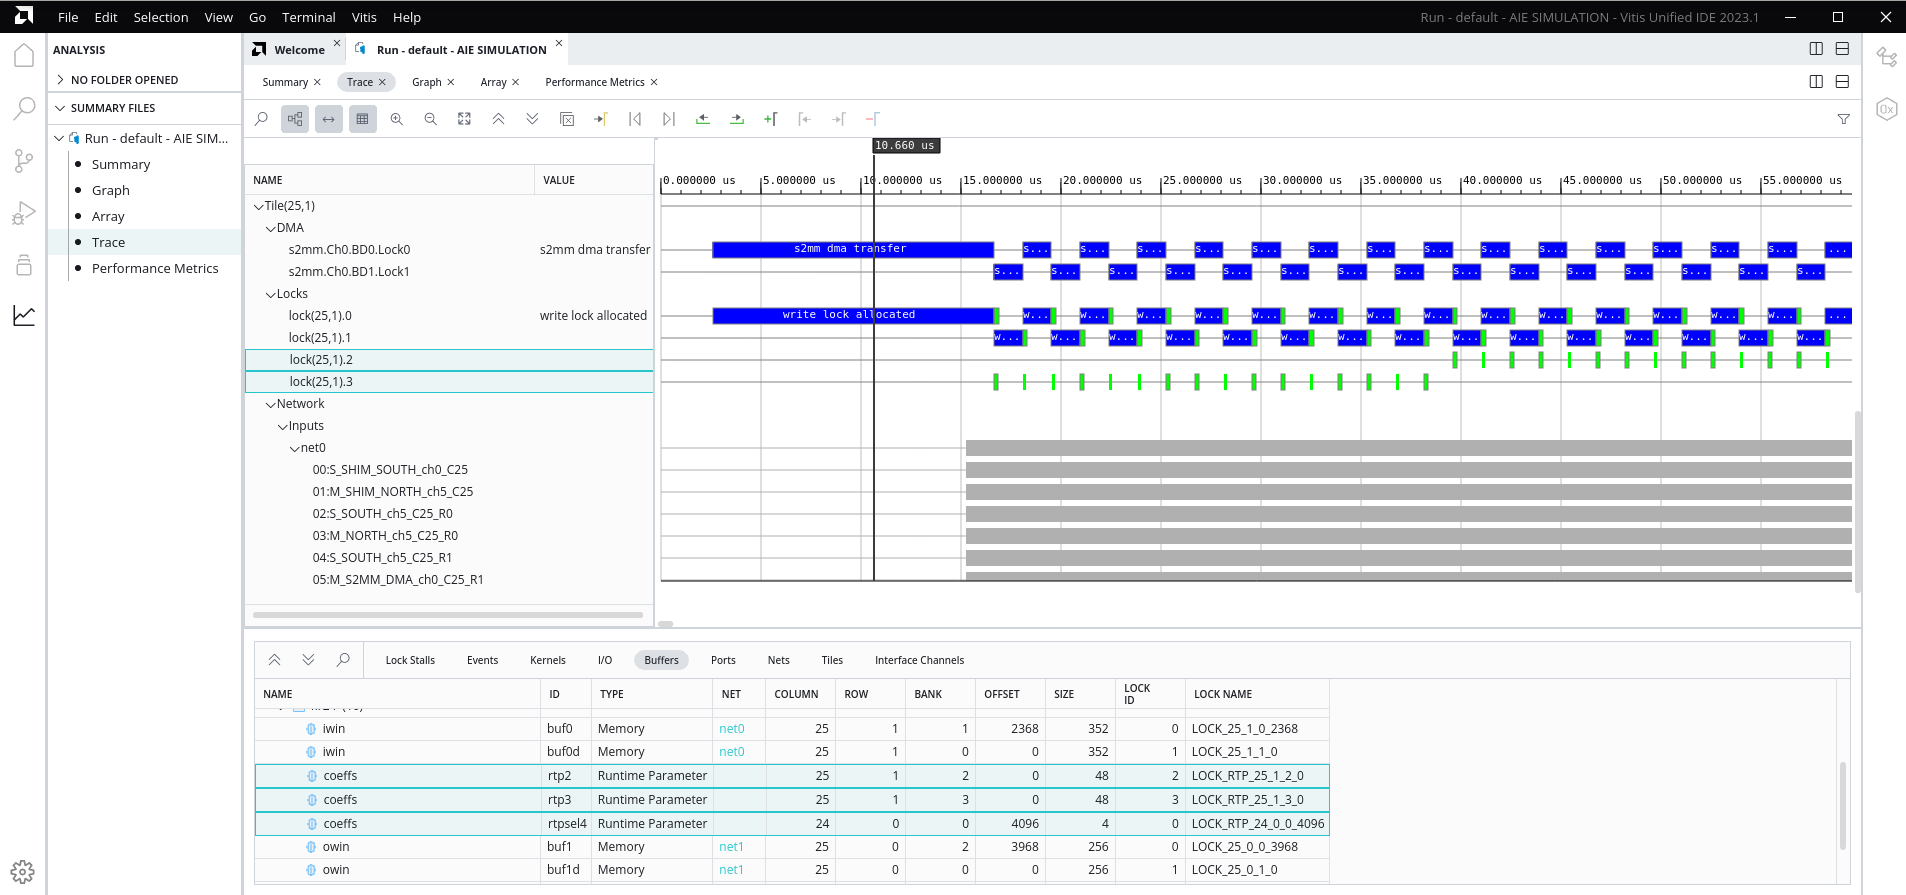 File Edit Selection View Go Terminal Vitis Help Run - default - AIE SIMULATION - Vitis Unified IDE 2023.1
ANALYSIS
NO FOLDER OPENED
SUMMARY FILES
Run - default - AIE SIM...
Summary
Graph
Array
Trace
Performance Metrics
Welcome × Run - default - AIE SIMULATION ×
Summary × Trace × Graph × Array × Performance Metrics ×
10.660 us
NAME VALUE 0.000000 us 5.000000 us 10.000000 us 15.000000 us 20.000000 us 25.000000 us 30.000000 us 35.000000 us 40.000000 us 45.000000 us 50.000000 us 55.000000 us
Tile(25,1)
DMA
s2mm.Ch0.BD0.Lock0 s2mm dma transfer s2mm dma transfer s... s... s... s... s... s... s... s... s... s... s... s... s... s... ...
s2mm.Ch0.BD1.Lock1 s... s... s... s... s... s... s... s... s... s... s... s... s... s... s...
Locks
lock(25,1).0 write lock allocated write lock allocated w... w... w... w... w... w... w... w... w... w... w... w... w... w... ...
lock(25,1).1 w... w... w... w... w... w... w... w... w... w... w... w... w... w... w...
lock(25,1).2
lock(25,1).3
Network
Inputs
net0
00:S_SHIM_SOUTH_ch0_C25
01:M_SHIM_NORTH_ch5_C25
02:S_SOUTH_ch5_C25_R0
03:M_NORTH_ch5_C25_R0
04:S_SOUTH_ch5_C25_R1
05:M_S2MM_DMA_ch0_C25_R1
Lock Stalls Events Kernels I/O Buffers Ports Nets Tiles Interface Channels
NAME ID TYPE NET COLUMN ROW BANK OFFSET SIZE LOCK ID LOCK NAME
iwin buf0 Memory net0 25 1 1 2368 352 0 LOCK_25_1_0_2368
iwin buf0d Memory net0 25 1 0 0 352 1 LOCK_25_1_1_0
coeffs rtp2 Runtime Parameter 25 1 2 0 48 2 LOCK_RTP_25_1_2_0
coeffs rtp3 Runtime Parameter 25 1 3 0 48 3 LOCK_RTP_25_1_3_0
coeffs rtpsel4 Runtime Parameter 24 0 0 4096 4 0 LOCK_RTP_24_0_0_4096
owin buf1 Memory net1 25 0 2 3968 256 0 LOCK_25_0_0_3968
owin buf1d Memory net1 25 0 0 0 256 1 LOCK_25_0_1_0